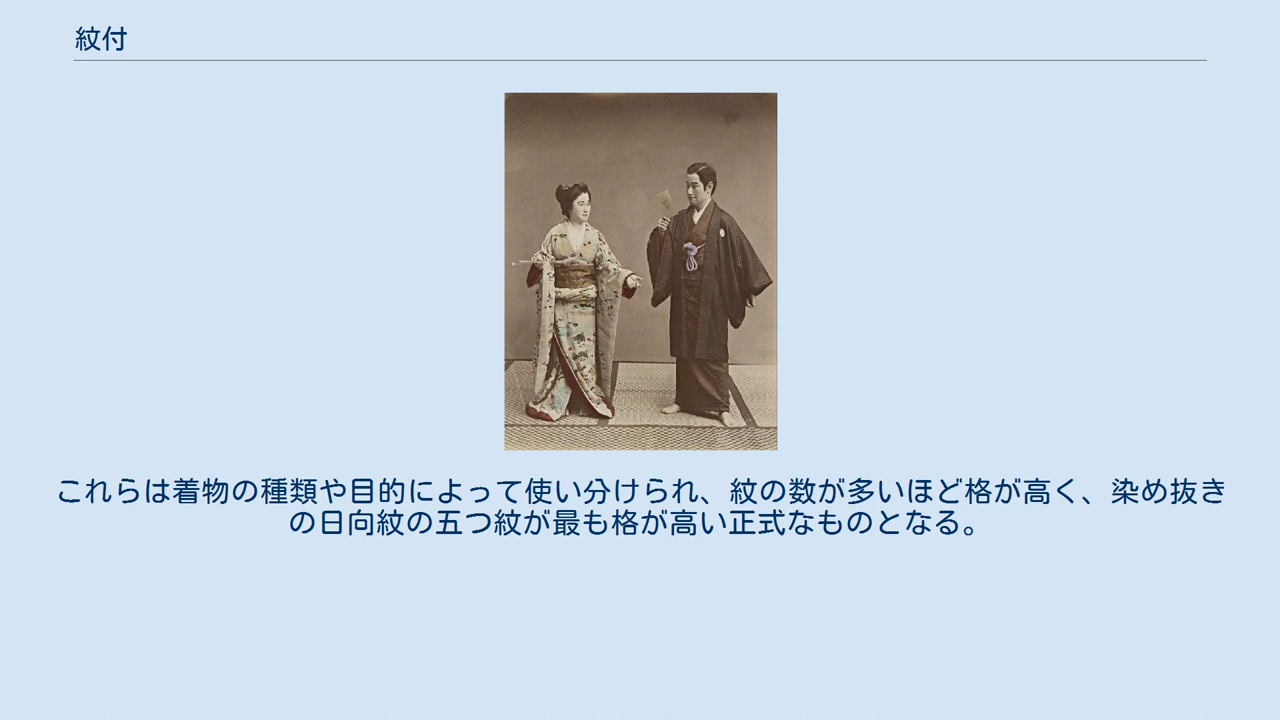 紋付
これらは着物の種類や目的によって使い分けられ、紋の数が多いほど格が高く、染め抜き
の日向紋の五つ紋が最も格が高い正式なものとなる。